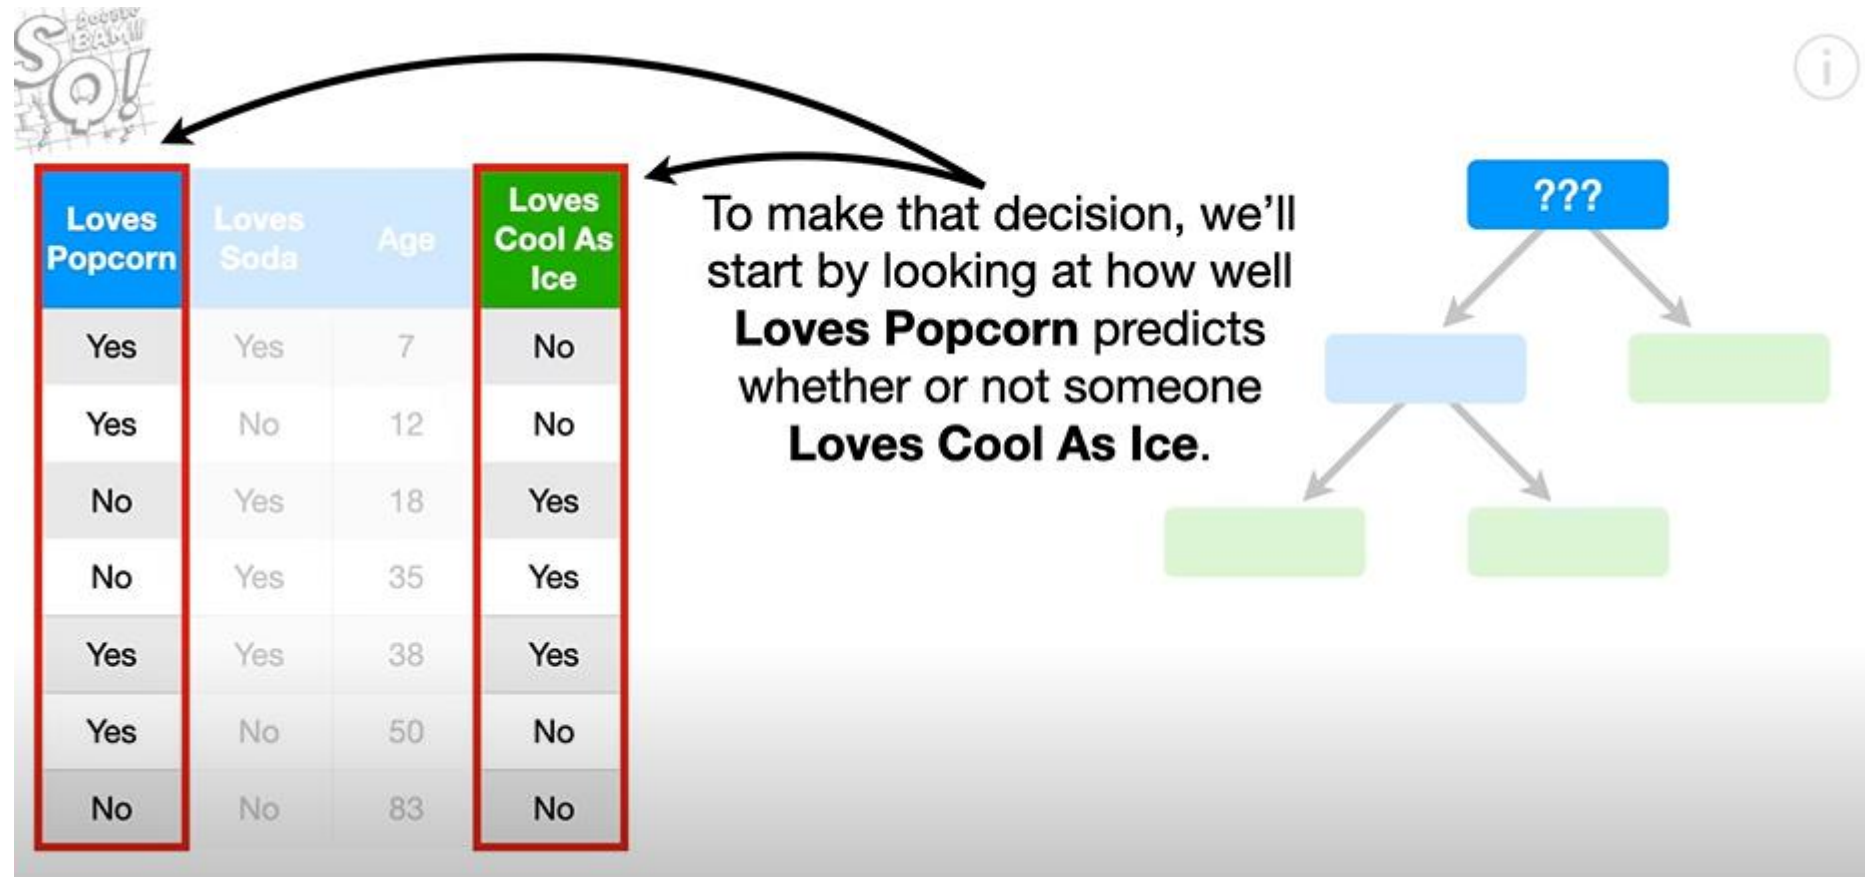 S
Double
BAM!!
Q!
i
Loves
Popcorn
Loves
Soda
Age
Loves
Cool As
Ice
Yes Yes 7 No
Yes No 12 No
No Yes 18 Yes
No Yes 35 Yes
Yes Yes 38 Yes
Yes No 50 No
No No 83 No
To make that decision, we'll
start by looking at how well
Loves Popcorn predicts
whether or not someone
Loves Cool As Ice.
???